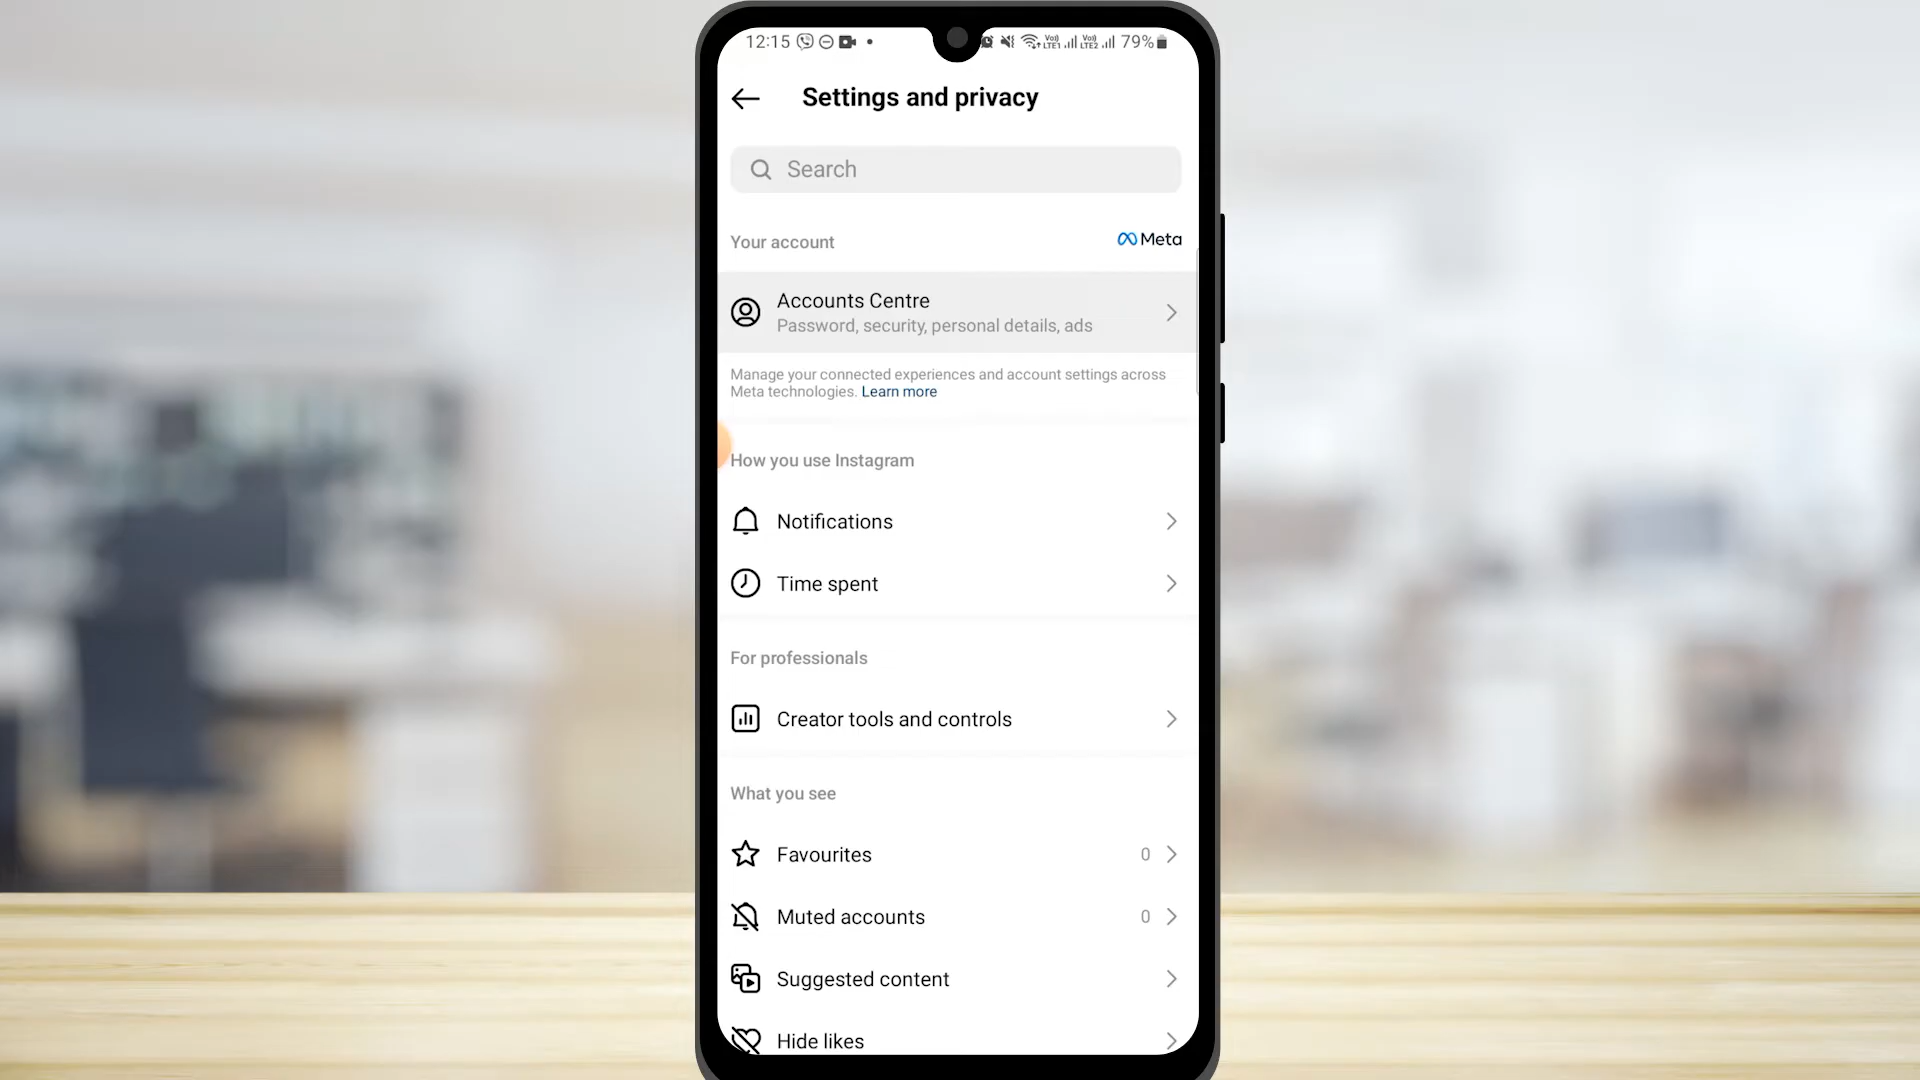 12:15 79%
Settings and privacy
Search
Your account
Meta
Accounts Centre
Password, security, personal details, ads
Manage your connected experiences and account settings across
Meta technologies. Learn more
How you use Instagram
Notifications
Time spent
For professionals
Creator tools and controls
What you see
Favourites 0
Muted accounts 0
Suggested content
Hide likes